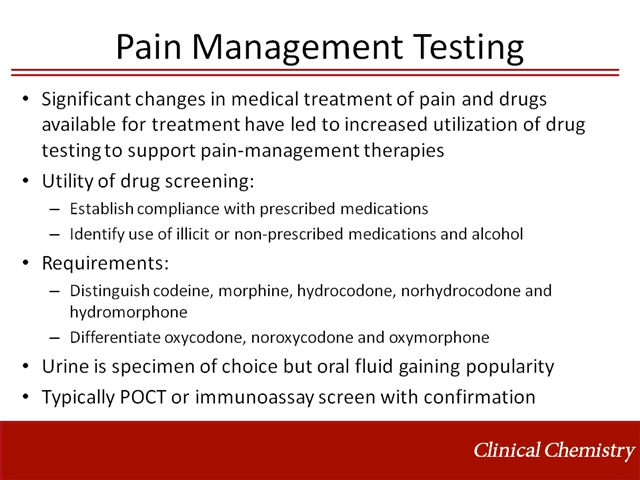 Pain Management Testing
• Significant changes in medical treatment of pain and drugs
available for treatment have led to increased utilization of drug
testing to support pain-management therapies
• Utility of drug screening:
– Establish compliance with prescribed medications
– Identify use of illicit or non-prescribed medications and alcohol
• Requirements:
– Distinguish codeine, morphine, hydrocodone, norhydrocodone and
hydromorphone
– Differentiate oxycodone, noroxycodone and oxymorphone
• Urine is specimen of choice but oral fluid gaining popularity
• Typically POCT or immunoassay screen with confirmation
Clinical Chemistry